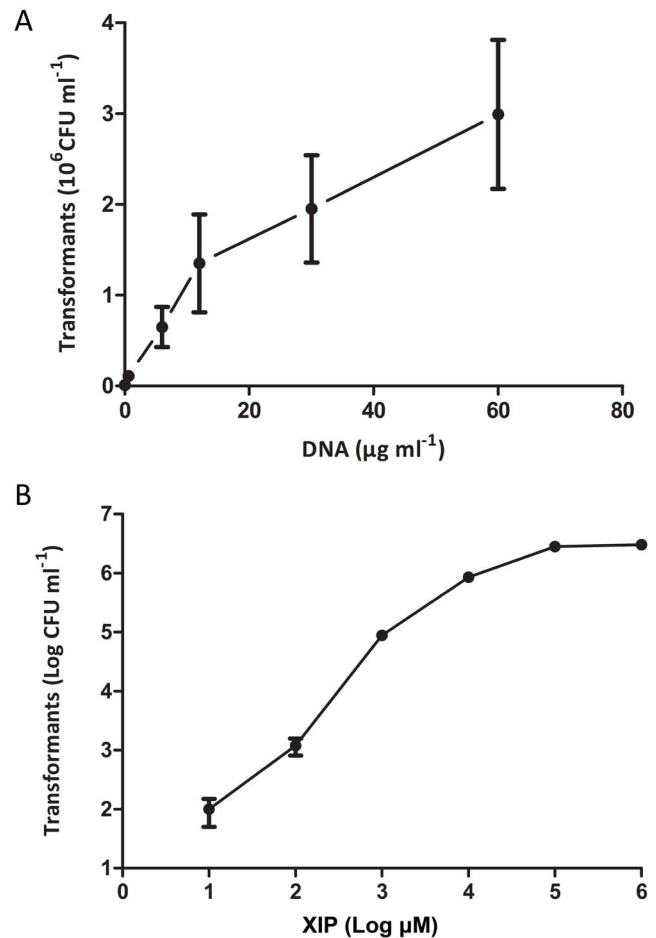 A
4
3
2
1
0
Transformants (10⁶CFU ml⁻¹)
0 20 40 60 80
DNA (µg ml⁻¹)
B
7
6
5
4
3
2
1
Transformants (Log CFU ml⁻¹)
0 1 2 3 4 5 6
XIP (Log µM)